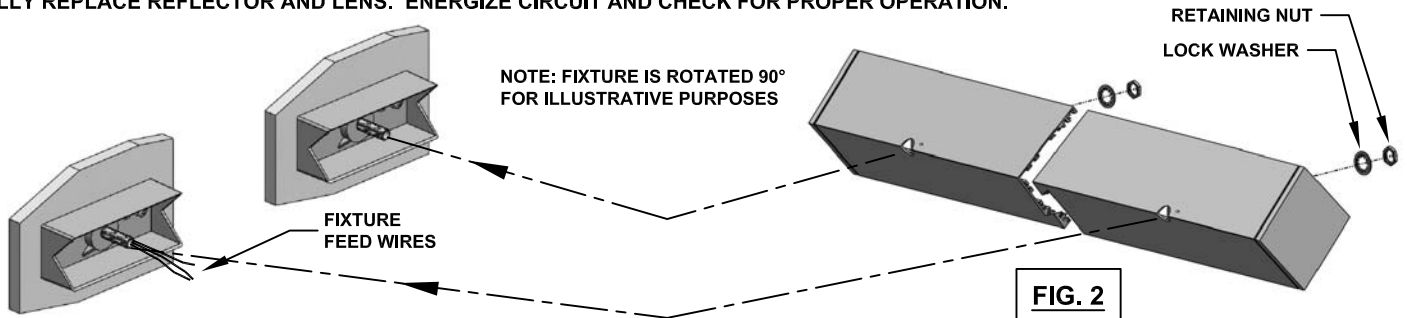 LLY REPLACE REFLECTOR AND LENS. ENERGIZE CIRCUIT AND CHECK FOR PROPER OPERATION.
RETAINING NUT
LOCK WASHER
NOTE: FIXTURE IS ROTATED 90°
FOR ILLUSTRATIVE PURPOSES
FIXTURE
FEED WIRES
FIG. 2